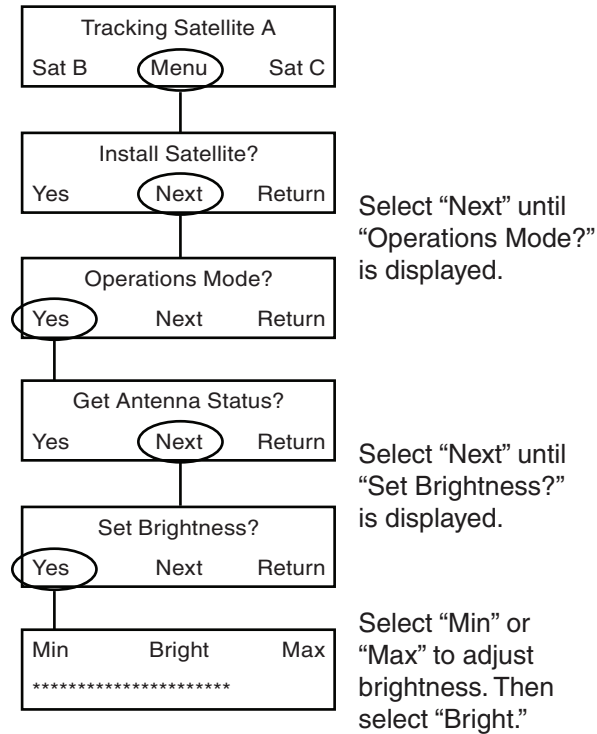 Tracking Satellite A
Sat B Menu Sat C
Install Satellite?
Yes Next Return
Select “Next” until
“Operations Mode?”
is displayed.
Operations Mode?
Yes Next Return
Get Antenna Status?
Yes Next Return
Select “Next” until
“Set Brightness?”
is displayed.
Set Brightness?
Yes Next Return
Min Bright Max
**********************
Select “Min” or
“Max” to adjust
brightness. Then
select “Bright.”